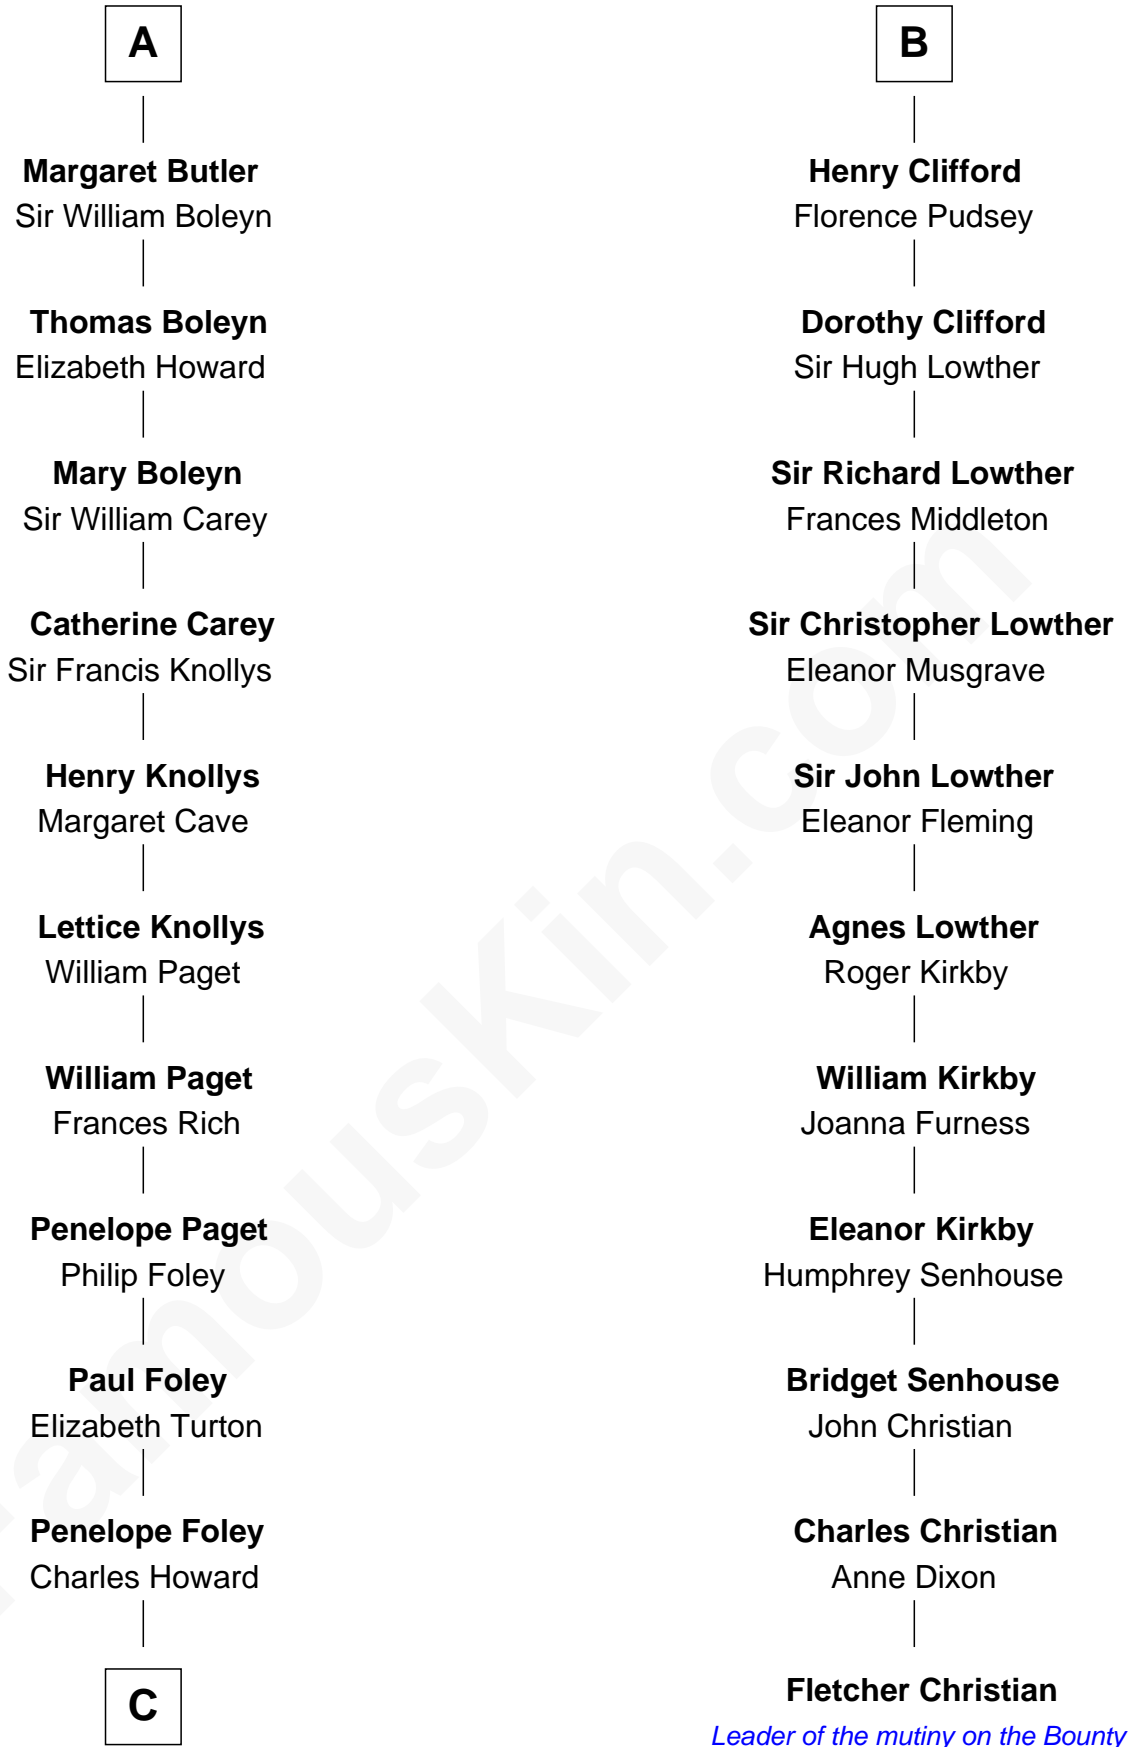 A
Margaret Butler
Sir William Boleyn
Thomas Boleyn
Elizabeth Howard
Mary Boleyn
Sir William Carey
Catherine Carey
Sir Francis Knollys
Henry Knollys
Margaret Cave
Lettice Knollys
William Paget
William Paget
Frances Rich
Penelope Paget
Philip Foley
Paul Foley
Elizabeth Turton
Penelope Foley
Charles Howard
C
B
Henry Clifford
Florence Pudsey
Dorothy Clifford
Sir Hugh Lowther
Sir Richard Lowther
Frances Middleton
Sir Christopher Lowther
Eleanor Musgrave
Sir John Lowther
Eleanor Fleming
Agnes Lowther
Roger Kirkby
William Kirkby
Joanna Furness
Eleanor Kirkby
Humphrey Senhouse
Bridget Senhouse
John Christian
Charles Christian
Anne Dixon
Fletcher Christian
Leader of the mutiny on the Bounty
FamousKin.com